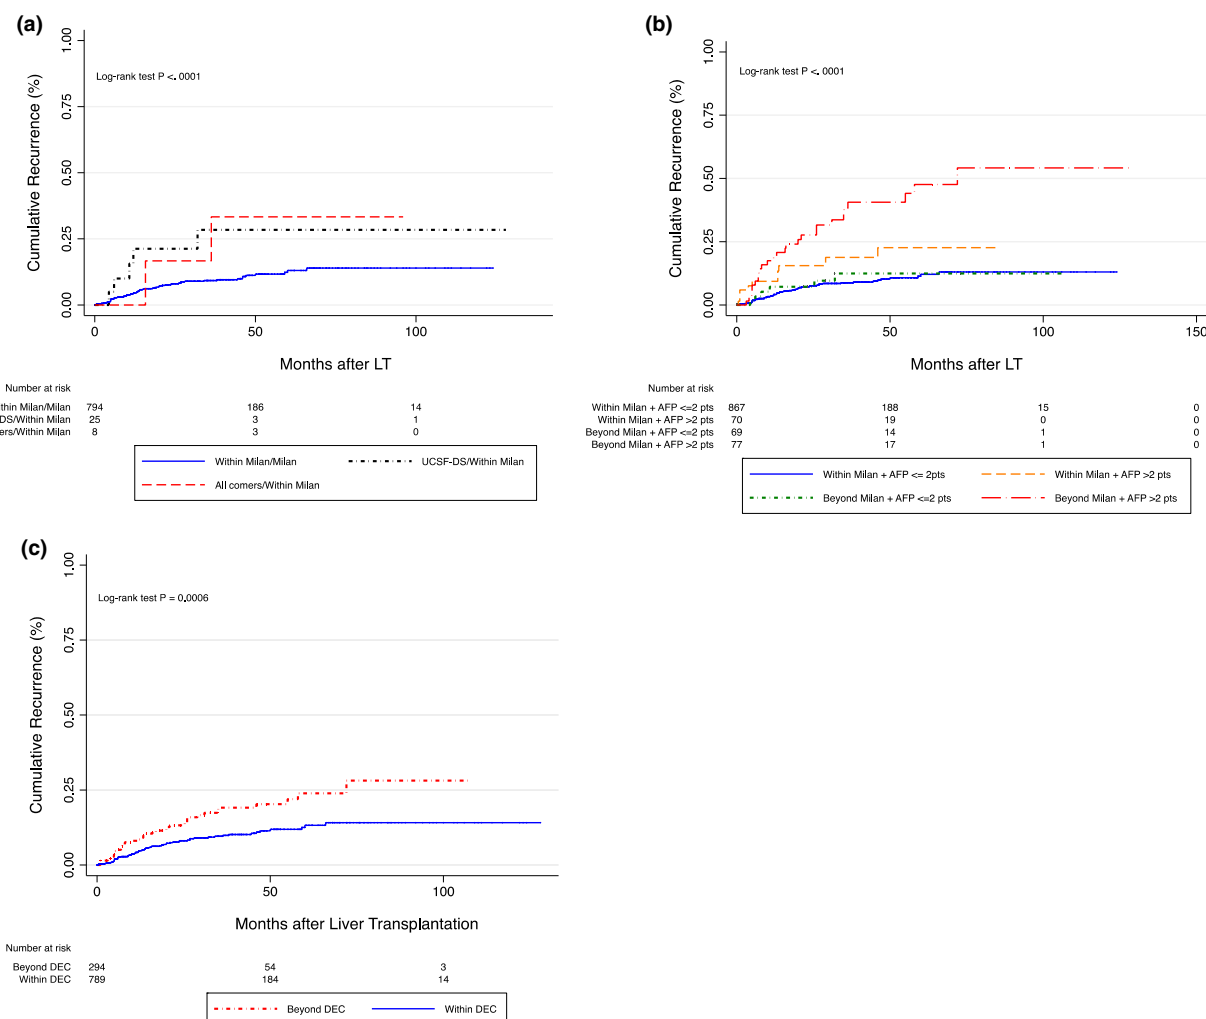 (a)
1.00
0.75
0.50
0.25
0.00
Cumulative Recurrence (%)
Log-rank test P <.0001
0 50 100
Months after LT
Number at risk
thin Milan/Milan 794 186 14
DS/Within Milan 25 3 1
ers/Within Milan 8 3 0
Within Milan/Milan UCSF-DS/Within Milan
All comers/Within Milan
(b)
1.00
0.75
0.50
0.25
0.00
Cumulative Recurrence (%)
Log-rank test P <.0001
0 50 100 150
Months after LT
Number at risk
Within Milan + AFP <=2 pts 867 188 15 0
Within Milan + AFP >2 pts 70 19 0 0
Beyond Milan + AFP <=2 pts 69 14 1 0
Beyond Milan + AFP >2 pts 77 17 1 0
Within Milan + AFP <= 2pts Within Milan + AFP >2 pts
Beyond Milan + AFP <=2 pts Beyond Milan + AFP >2 pts
(c)
1.00
0.75
0.50
0.25
0.00
Cumulative Recurrence (%)
Log-rank test P = 0.0006
0 50 100
Months after Liver Transplantation
Number at risk
Beyond DEC 294 54 3
Within DEC 789 184 14
Beyond DEC Within DEC